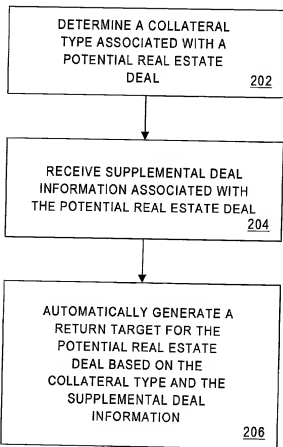 DETERMINE A COLLATERAL
TYPE ASSOCIATED WITH A
POTENTIAL REAL ESTATE
DEAL
202
RECEIVE SUPPLEMENTAL DEAL
INFORMATION ASSOCIATED WITH
THE POTENTIAL REAL ESTATE DEAL
204
AUTOMATICALLY GENERATE A
RETURN TARGET FOR THE
POTENTIAL REAL ESTATE
DEAL BASED ON THE
COLLATERAL TYPE AND THE
SUPPLEMENTAL DEAL
INFORMATION
206